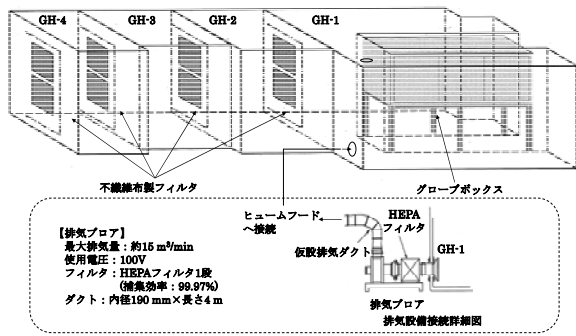 GH-4 GH-3 GH-2 GH-1
不繊維布製フィルタ
グローブボックス
ヒュームフード
へ接続
HEPA
フィルタ
GH-1
仮設排気ダクト
排気ブロア
排気設備接続詳細図
【排気ブロア】
最大排気量：約15 m³/min
使用電圧：100V
フィルタ：HEPAフィルタ1段
(捕集効率：99.97%)
ダクト：内径190 mm×長さ4 m